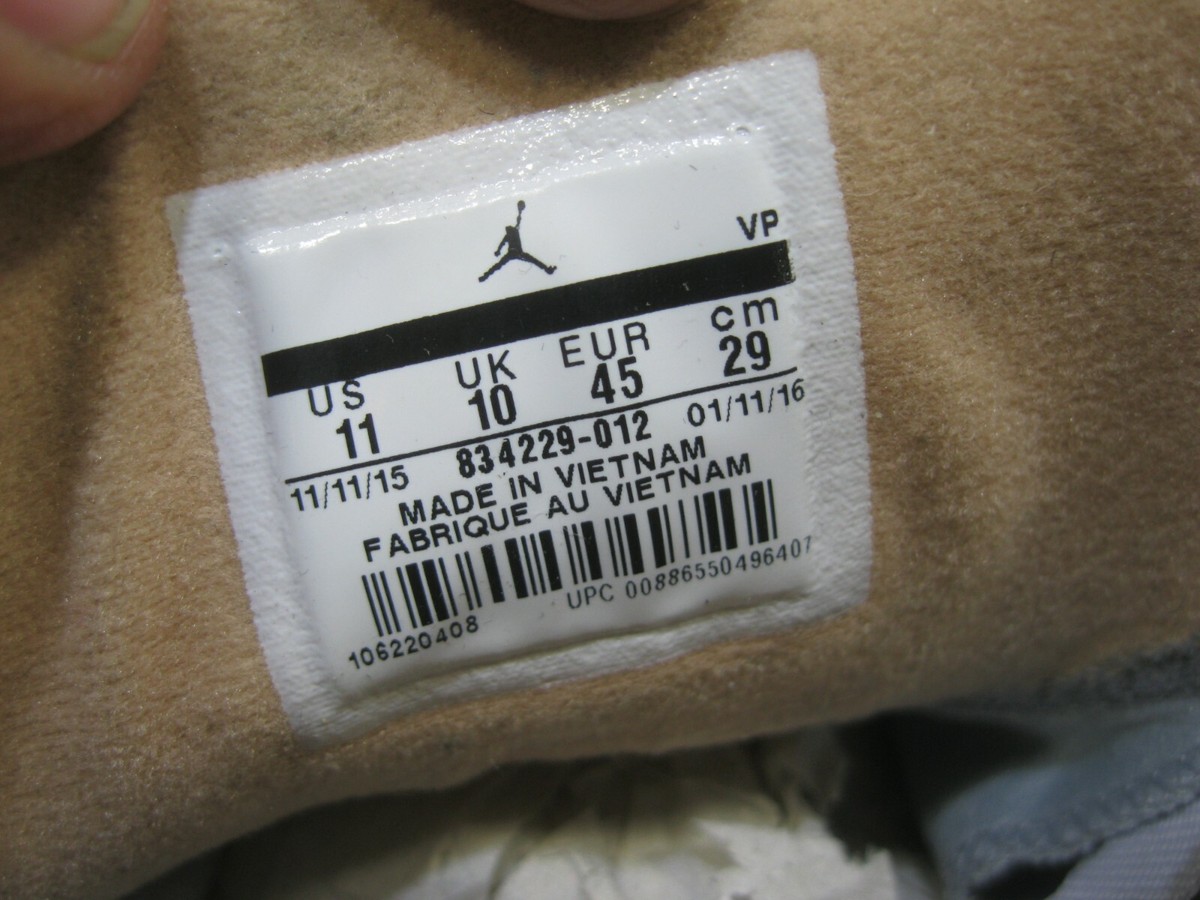 VP
US UK EUR cm
11 10 45 29
11/11/15 834229-012 01/11/16
MADE IN VIETNAM
FABRIQUE AU VIETNAM
106220408 UPC 00886550496407